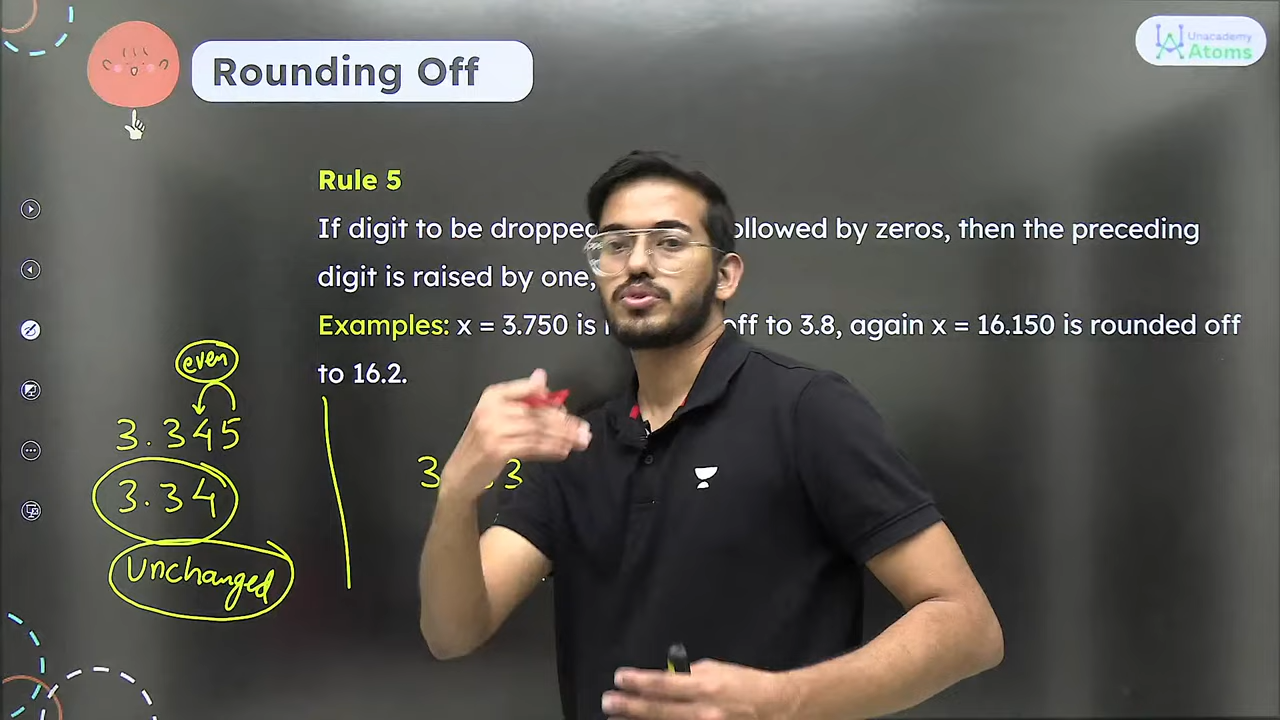 Rounding Off
Unacademy
Atoms
Rule 5
If digit to be dropped followed by zeros, then the preceding
digit is raised by one,
Examples: x = 3.750 is off to 3.8, again x = 16.150 is rounded off
to 16.2.
even
3.345
3.34
unchanged
3 3